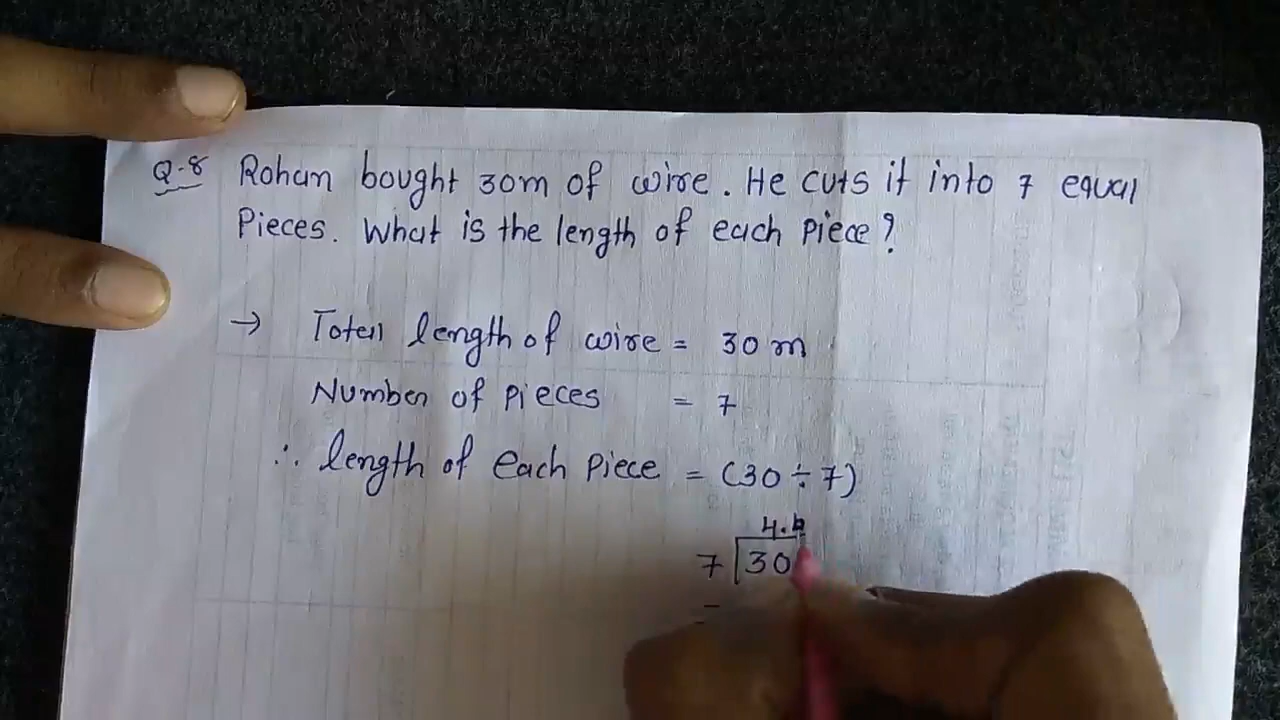 Q.8 Rohan bought 30m of wire. He cuts it into 7 equal
Pieces. What is the length of each piece?
→ Total length of wire = 30 m
Number of pieces = 7
∴ length of each piece = (30 ÷ 7)
4.
7 30